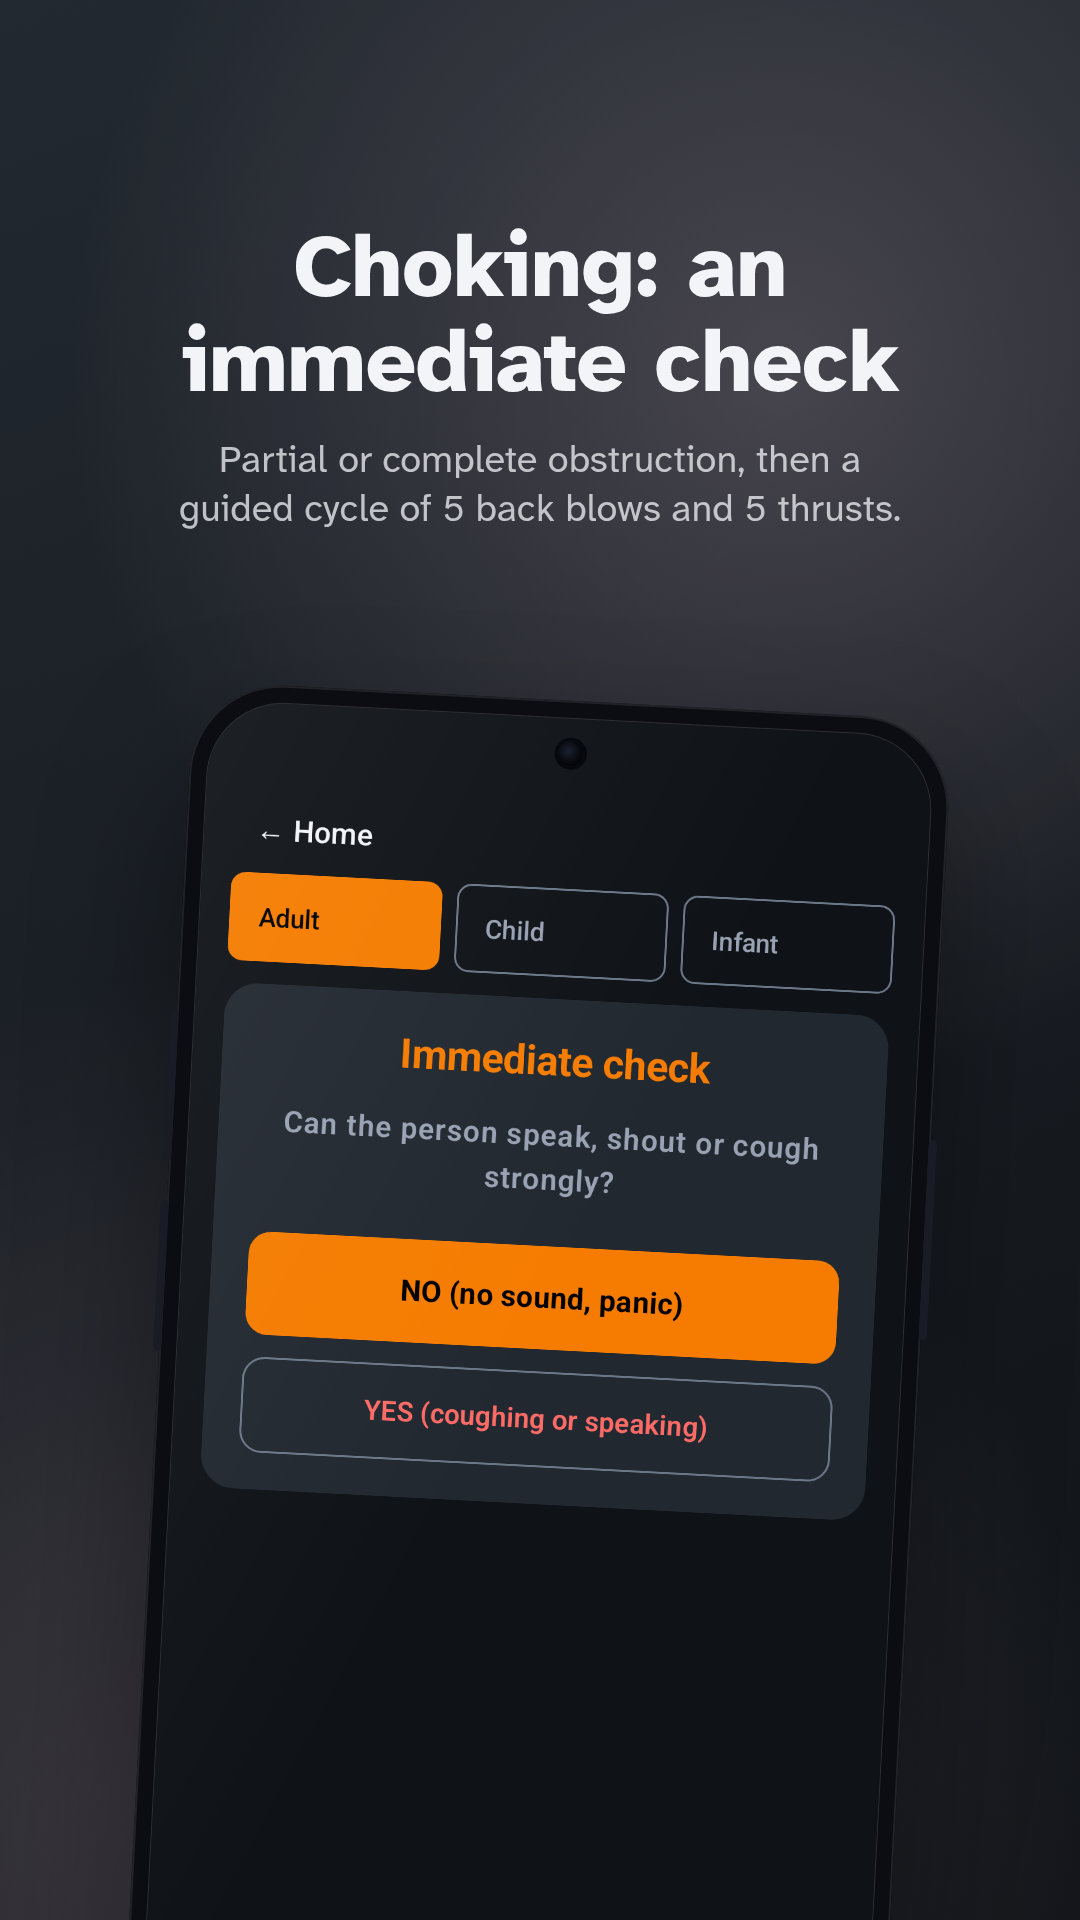 Choking: an
immediate check
Partial or complete obstruction, then a
guided cycle of 5 back blows and 5 thrusts.
← Home
Adult
Child
Infant
Immediate check
Can the person speak, shout or cough
strongly?
NO (no sound, panic)
YES (coughing or speaking)